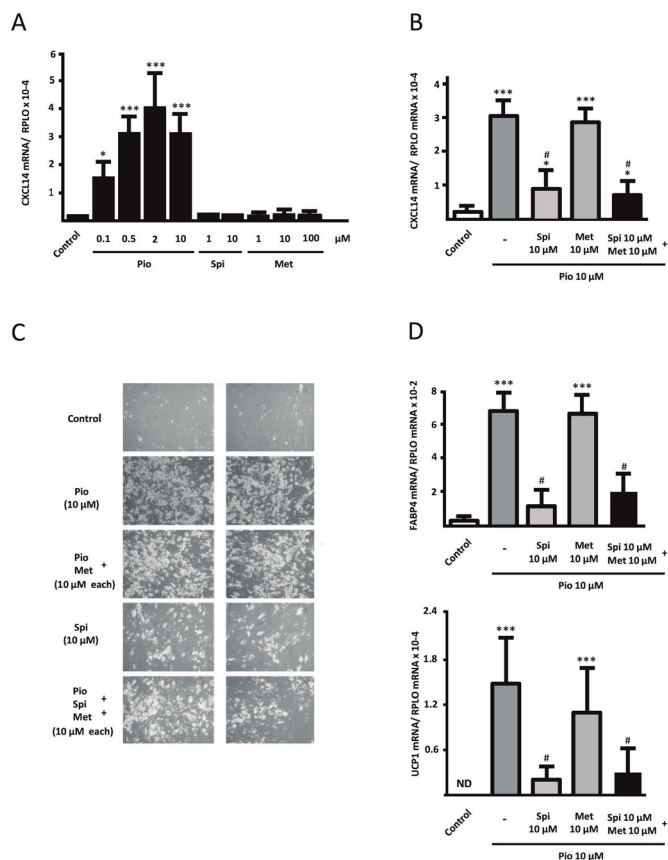 A
CXCL14 mRNA/ RPLO mRNA x 10-4
6
5
4
3
2
1
* *** *** ***
Control 0.1 0.5 2 10 1 10 1 10 100 µM
Pio Spi Met
B
CXCL14 mRNA/ RPLO mRNA x 10-4
4
3
2
1
*** ***
# #
* *
Control - Spi Met Spi 10 µM +
10 µM 10 µM Met 10 µM
Pio 10 µM
C
Control
Pio
(10 µM)
Pio +
Met
(10 µM each)
Spi
(10 µM)
Pio +
Spi +
Met
(10 µM each)
D
FABP4 mRNA/ RPLO mRNA x 10-2
8
6
4
2
*** ***
# #
Control - Spi Met Spi 10 µM +
10 µM 10 µM Met 10 µM
Pio 10 µM
UCP1 mRNA/ RPLO mRNA x 10-4
2.4
1.8
1.2
0.6
*** ***
# #
ND
Control - Spi Met Spi 10 µM +
10 µM 10 µM Met 10 µM
Pio 10 µM